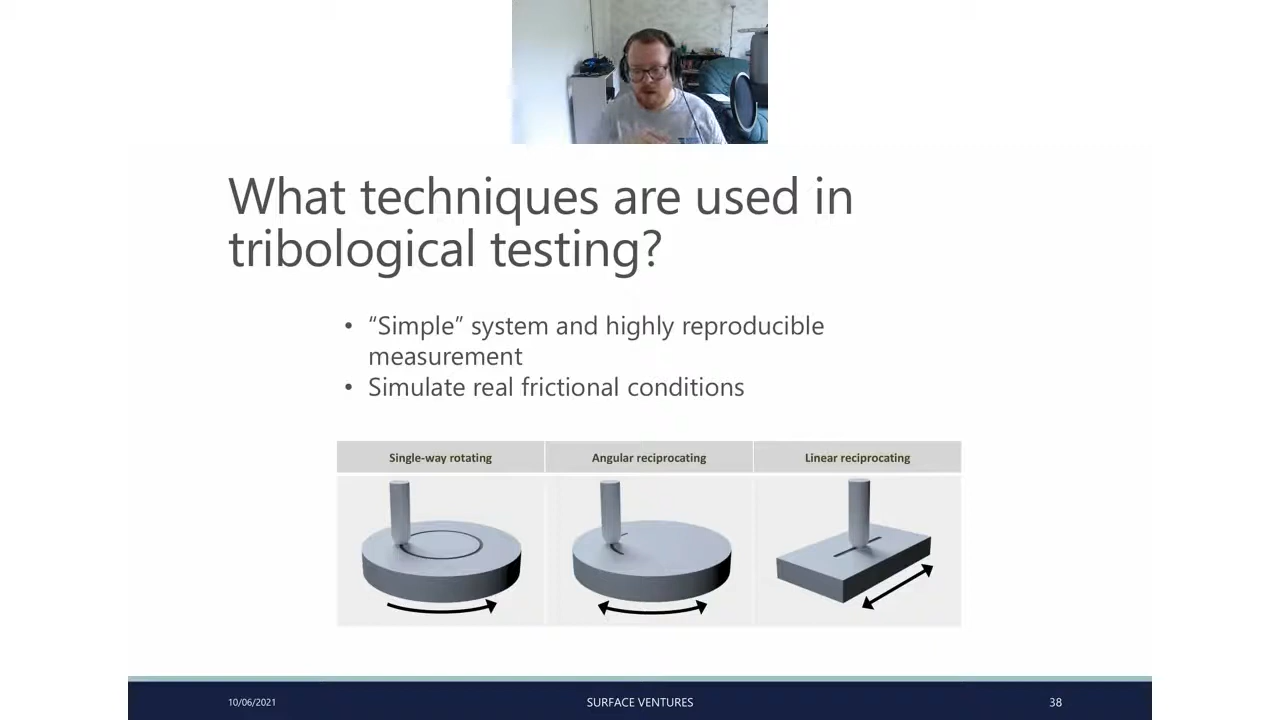 What techniques are used in
tribological testing?
• “Simple” system and highly reproducible
measurement
• Simulate real frictional conditions
Single-way rotating
Angular reciprocating
Linear reciprocating
10/06/2021
SURFACE VENTURES
38